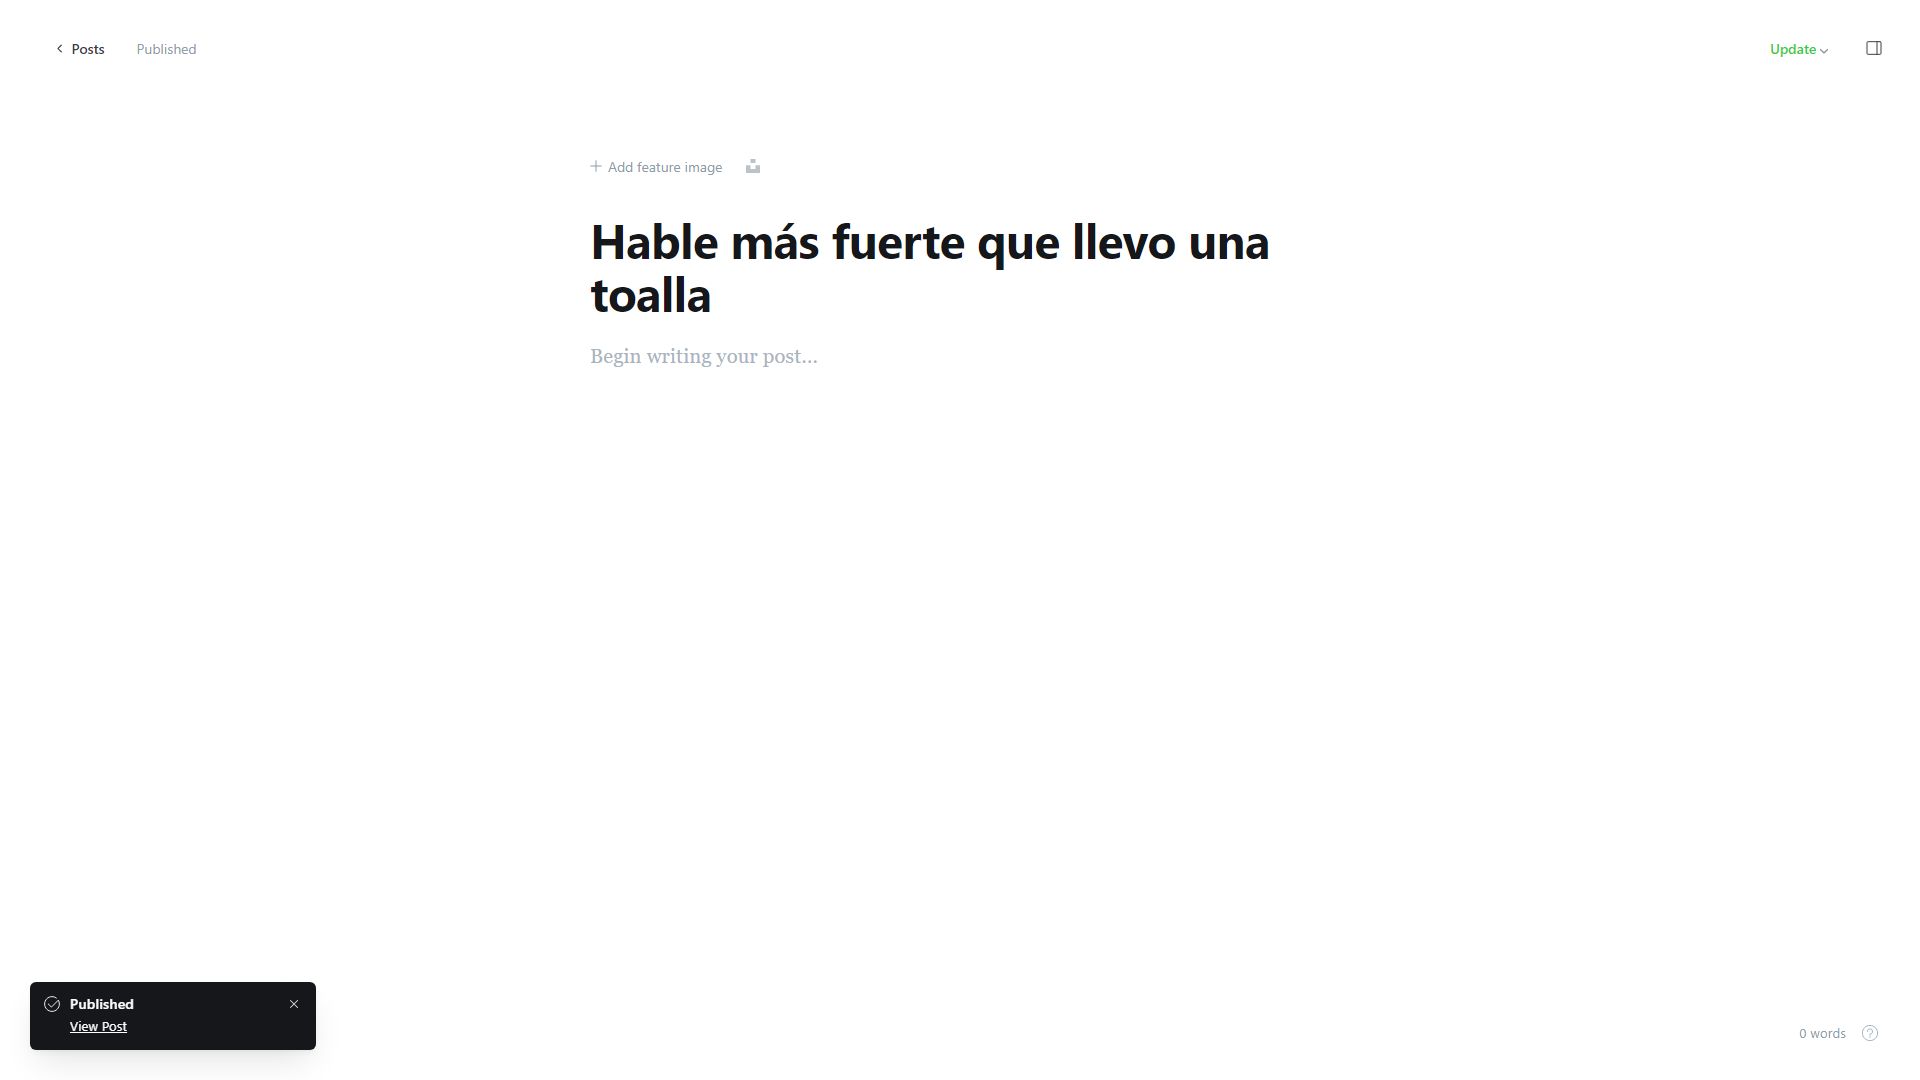 Posts
Published
Update
Add feature image
Hable más fuerte que llevo una
toalla
Begin writing your post...
Published
View Post
0 words
?